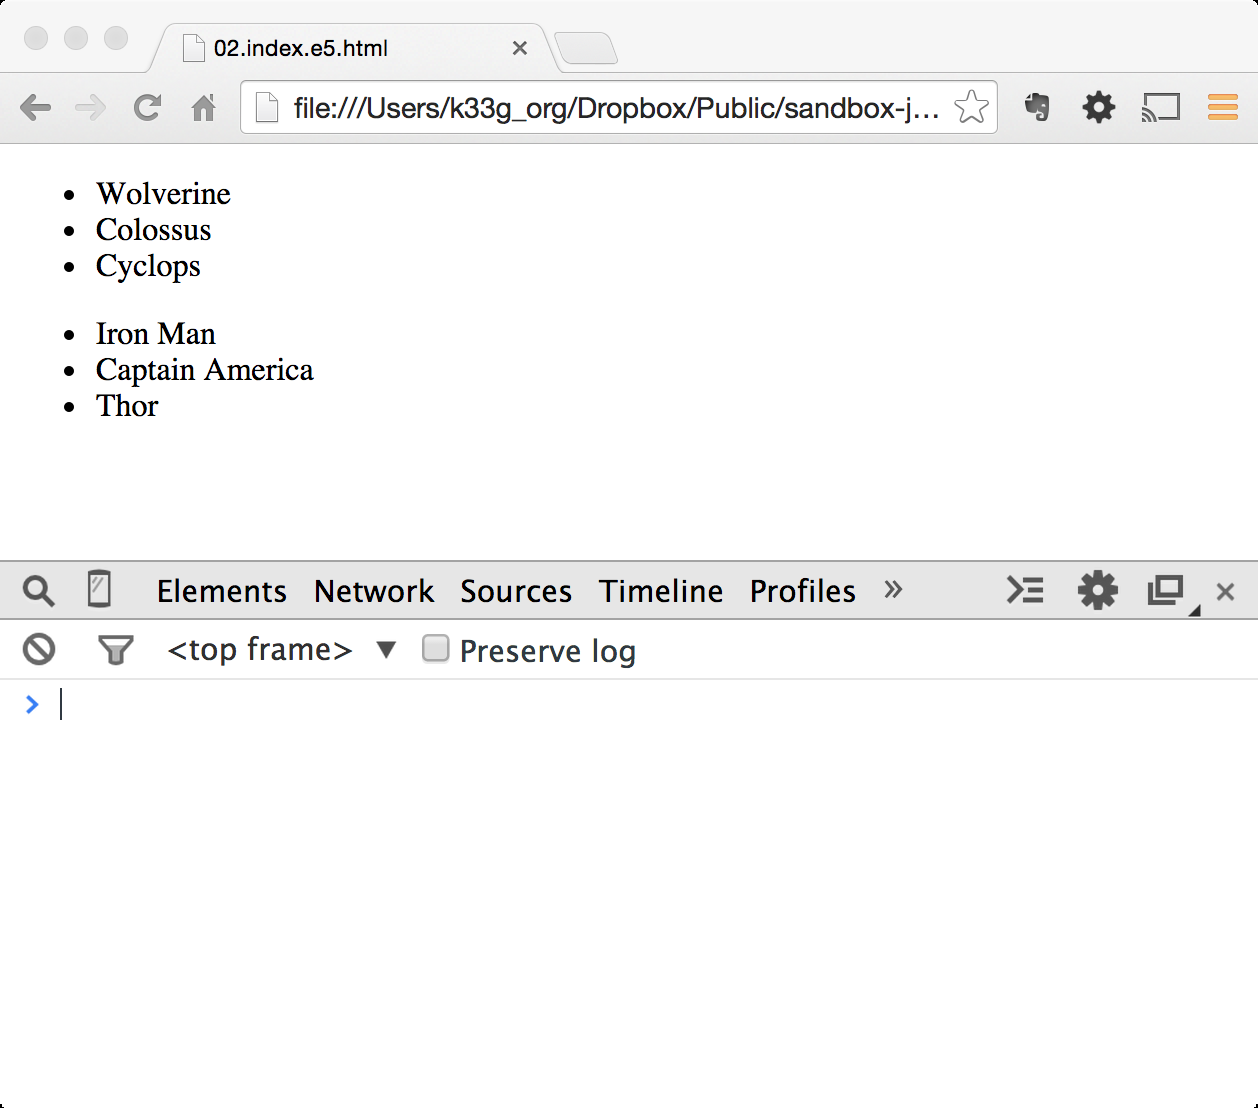 02.index.e5.html
file:///Users/k33g_org/Dropbox/Public/sandbox-j...
Wolverine
Colossus
Cyclops
Iron Man
Captain America
Thor
Elements Network Sources Timeline Profiles »
<top frame> ▼ Preserve log
>